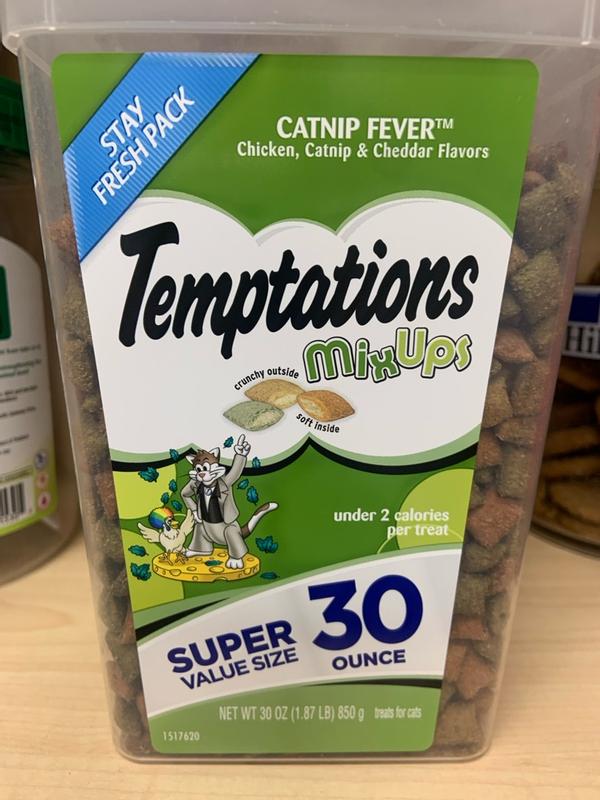 STAY
FRESH PACK
CATNIP FEVER™
Chicken, Catnip & Cheddar Flavors
Temptations
MixUps
crunchy outside
soft inside
under 2 calories
per treat
SUPER
VALUE SIZE
30
OUNCE
NET WT 30 OZ (1.87 LB) 850 g treats for cats
1517620
Hil